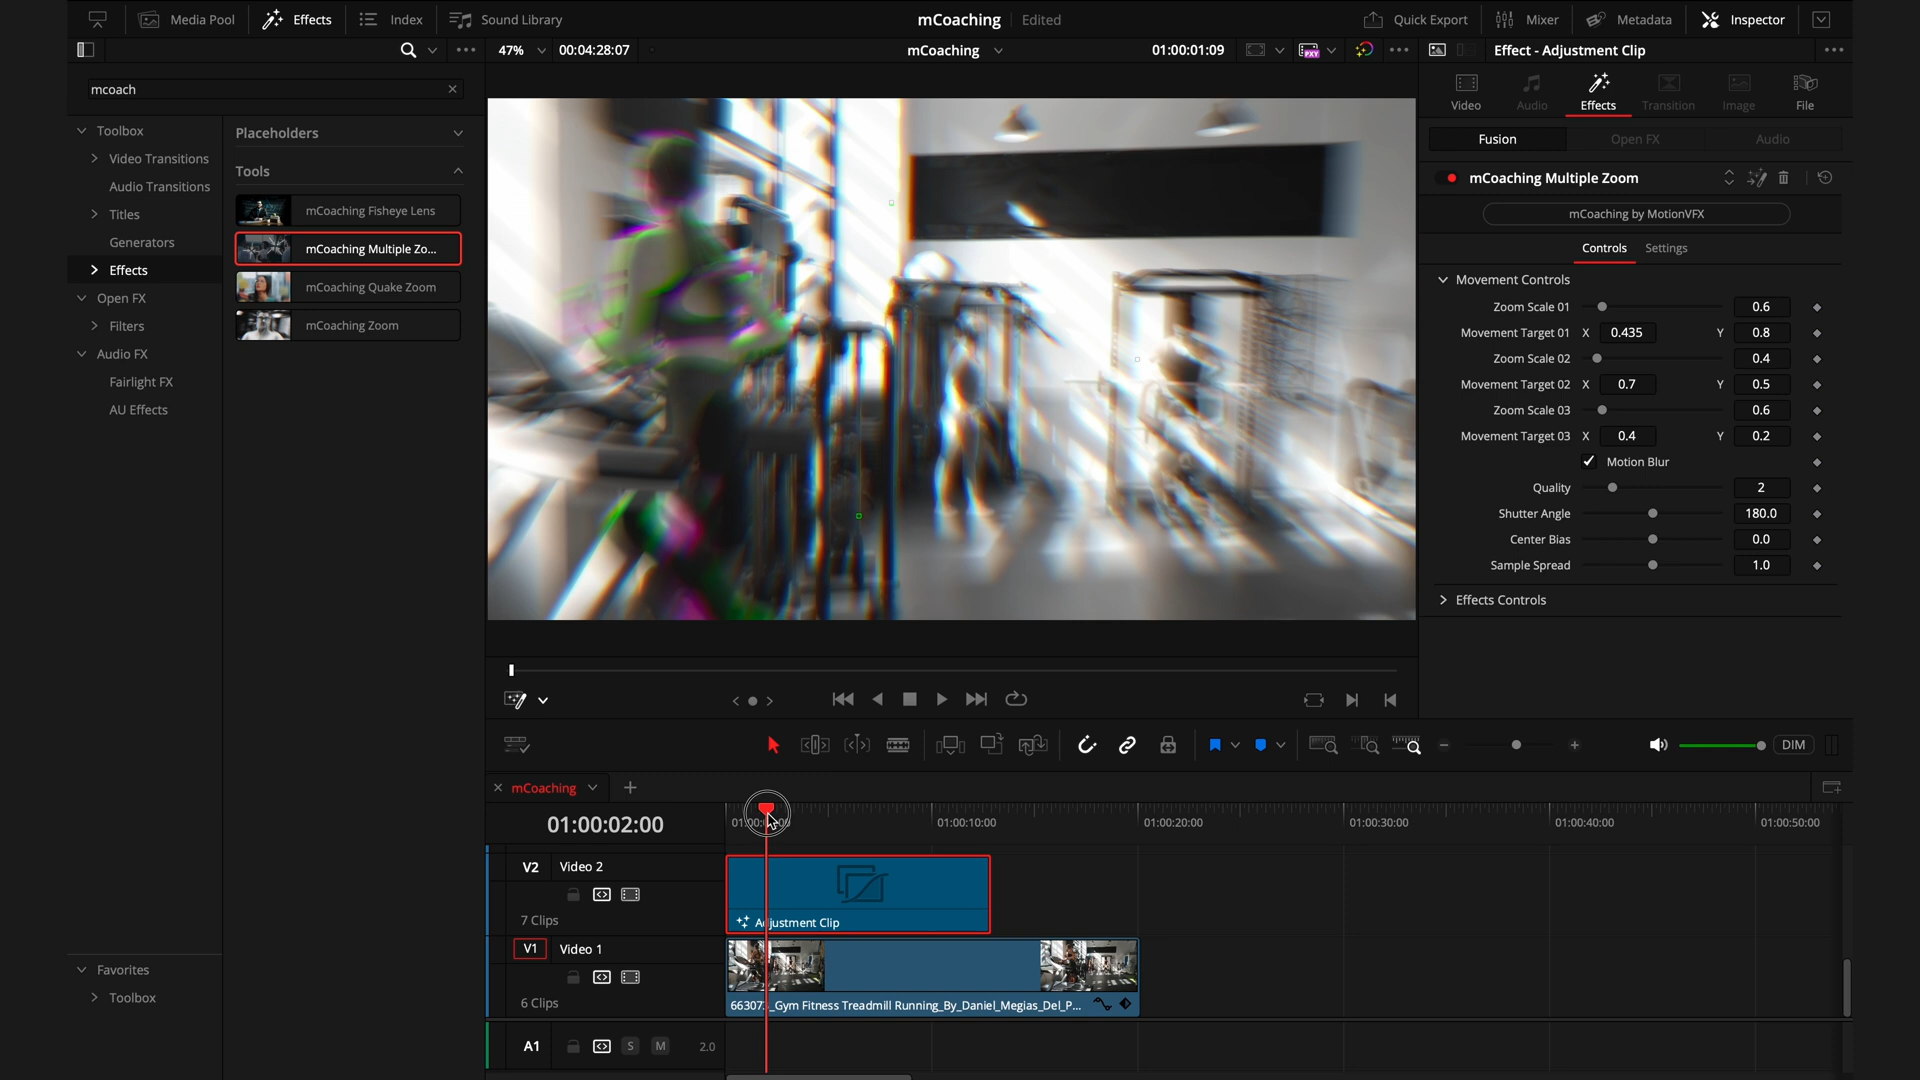 Media Pool
Effects
Index
Sound Library
mCoaching Edited
Quick Export
Mixer
Metadata
Inspector
47% 00:04:28:07
mCoaching
01:00:01:09
PXY
Effect - Adjustment Clip
mcoach
Video
Audio
Effects
Transition
Image
File
Toolbox
Video Transitions
Audio Transitions
Titles
Generators
Effects
Open FX
Filters
Audio FX
Fairlight FX
AU Effects
Favorites
Toolbox
Placeholders
Tools
mCoaching Fisheye Lens
mCoaching Multiple Zo...
mCoaching Quake Zoom
mCoaching Zoom
Fusion
Open FX
Audio
mCoaching Multiple Zoom
mCoaching by MotionVFX
Controls
Settings
Movement Controls
Zoom Scale 01 0.6
Movement Target 01 X 0.435 Y 0.8
Zoom Scale 02 0.4
Movement Target 02 X 0.7 Y 0.5
Zoom Scale 03 0.6
Movement Target 03 X 0.4 Y 0.2
Motion Blur
Quality 2
Shutter Angle 180.0
Center Bias 0.0
Sample Spread 1.0
Effects Controls
DIM
mCoaching
01:00:02:00
01:00:10:00
01:00:20:00
01:00:30:00
01:00:40:00
01:00:50:00
V2 Video 2
7 Clips
Adjustment Clip
V1 Video 1
6 Clips
_Gym Fitness Treadmill Running_By_Daniel_Megias_Del_P...
A1 S M 2.0